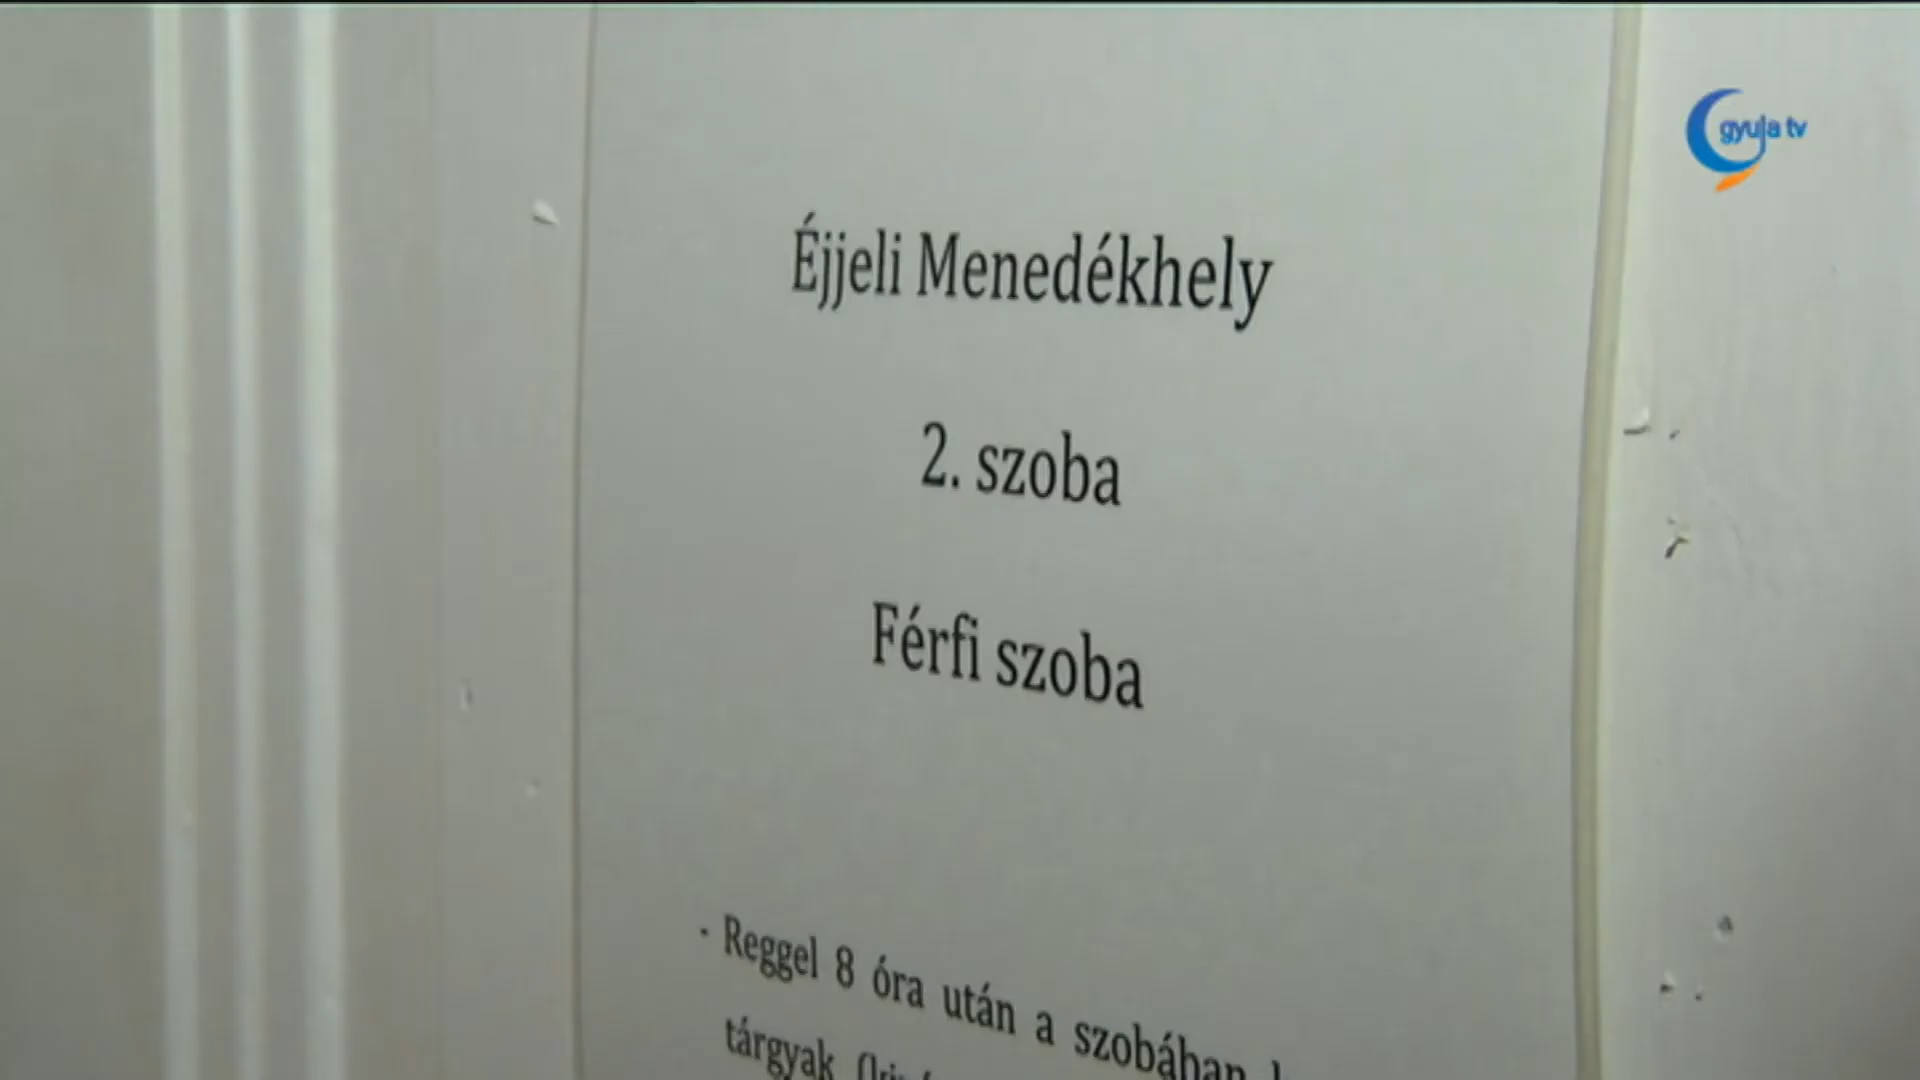 gyula tv
Éjjeli Menedékhely
2. szoba
Férfi szoba
- Reggel 8 óra után a szobában
tárgyak